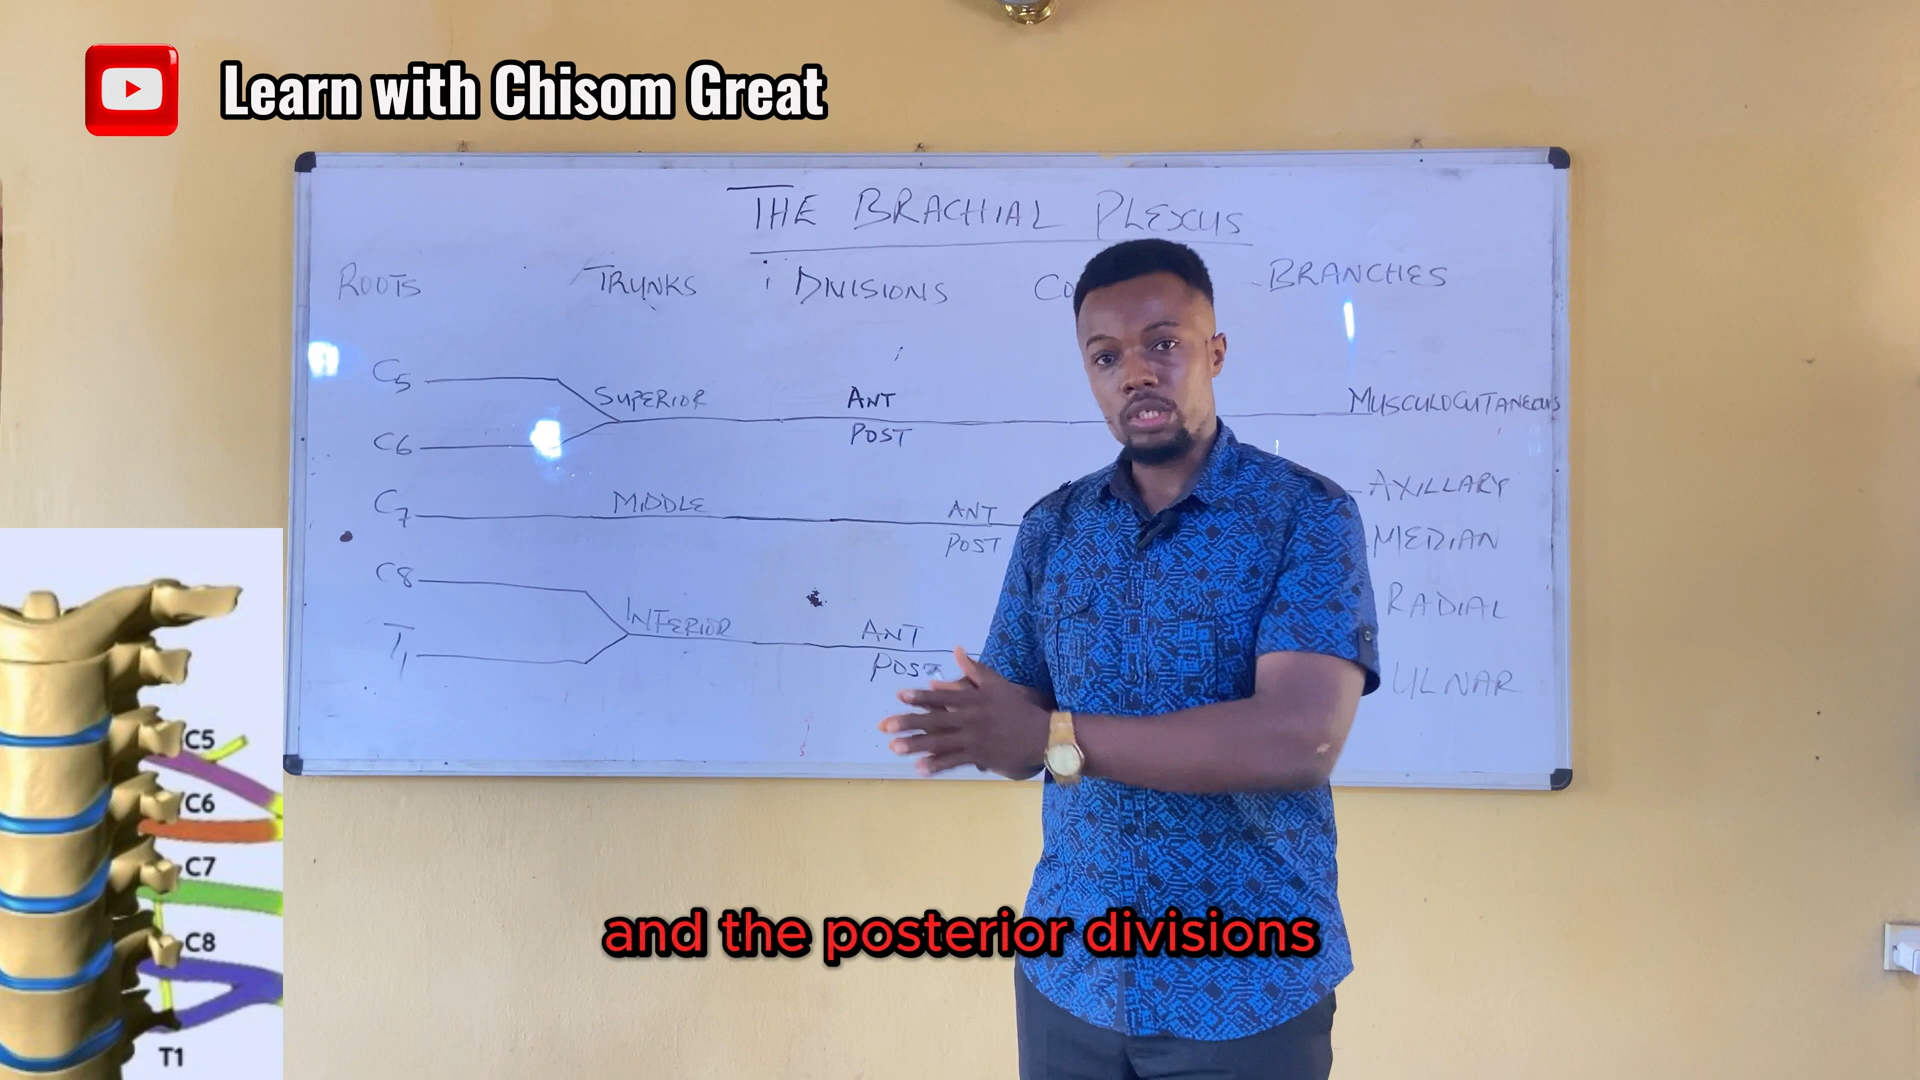 Learn with Chisom Great
THE BRACHIAL PLEXUS
ROOTS TRUNKS DIVISIONS BRANCHES
C5 SUPERIOR ANT MUSCULOCUTANEOUS
POST
C6
AXILLARY
C7 MIDDLE ANT
POST MEDIAN
C8
INFERIOR ANT RADIAL
T1 POST
ULNAR
C5
C6
C7
C8
T1
and the posterior divisions